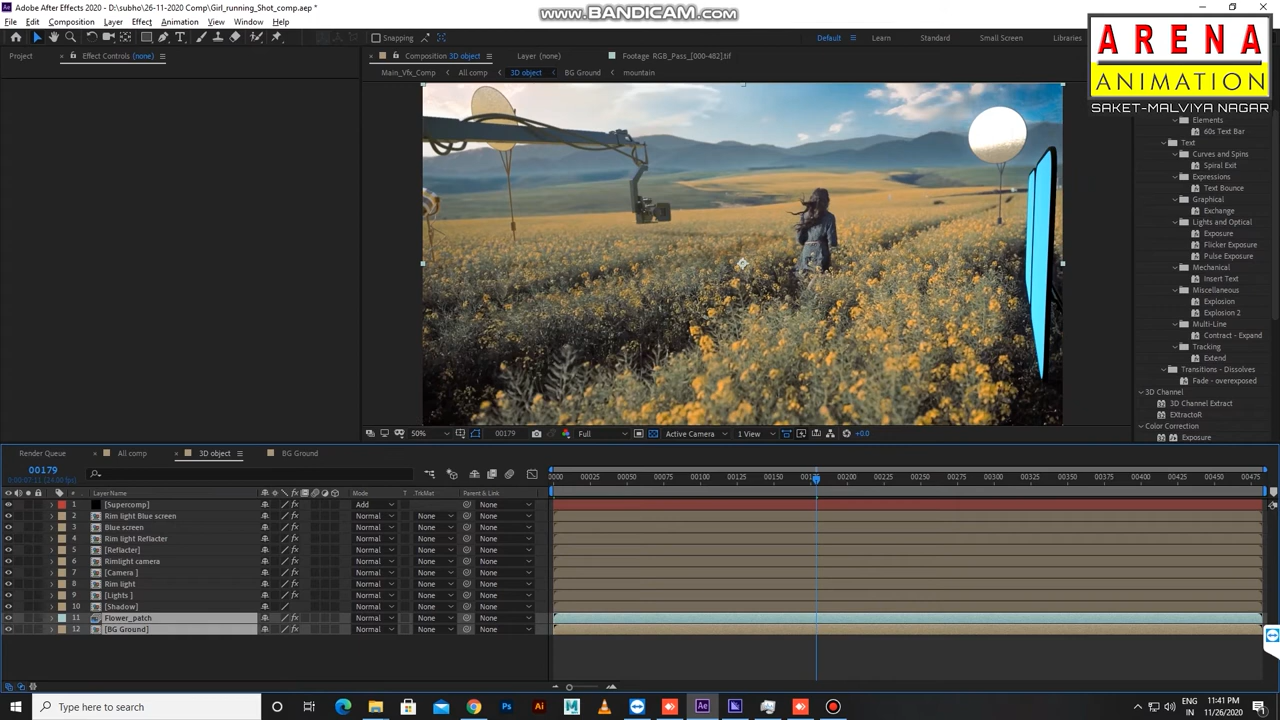 Adobe After Effects 2020 - D:\subho\26-11-2020 Comp\Girl_running_Shot_comp.aep *
www.BANDICAM.com
File Edit Composition Layer Effect Animation View Window Help
Snapping
Default Learn Standard Small Screen Libraries
ARENA
ANIMATION
SAKET-MALVIYA NAGAR
Project Effect Controls (none)
Composition 3D object Layer (none) Footage RGB_Pass_[000-482].tif
Main_Vfx_Comp All comp 3D object BG Ground mountain
Elements
60s Text Bar
Text
Curves and Spins
Spiral Exit
Expressions
Text Bounce
Graphical
Exchange
Lights and Optical
Exposure
Flicker Exposure
Pulse Exposure
Mechanical
Insert Text
Miscellaneous
Explosion
Explosion 2
Multi-Line
Contract - Expand
Tracking
Extend
Transitions - Dissolves
Fade - overexposed
3D Channel
3D Channel Extract
EXtractoR
Color Correction
Exposure
50% 00179 Full Active Camera 1 View +0.0
Render Queue All comp 3D object BG Ground
00179
0:00:07:11 (24.00 fps)
0000 00025 00050 00075 00100 00125 00150 00200 00225 00250 00275 00300 00325 00350 00375 00400 00425 00450 00475
# Layer Name Mode T .TrkMat Parent & Link
1 [Supercomp] Add None
2 Rim light Blue screen Normal None None
3 Blue screen Normal None None
4 Rim light Reflacter Normal None None
5 [Reflacter] Normal None None
6 Rimlight camera Normal None None
7 [Camera ] Normal None None
8 Rim light Normal None None
9 [Lights ] Normal None None
10 [Shadow] Normal None None
11 Flower_patch Normal None None
12 [BG Ground] Normal None None
Type here to search
Ps Ai M Ae
ENG
IN
11:41 PM
11/26/2020